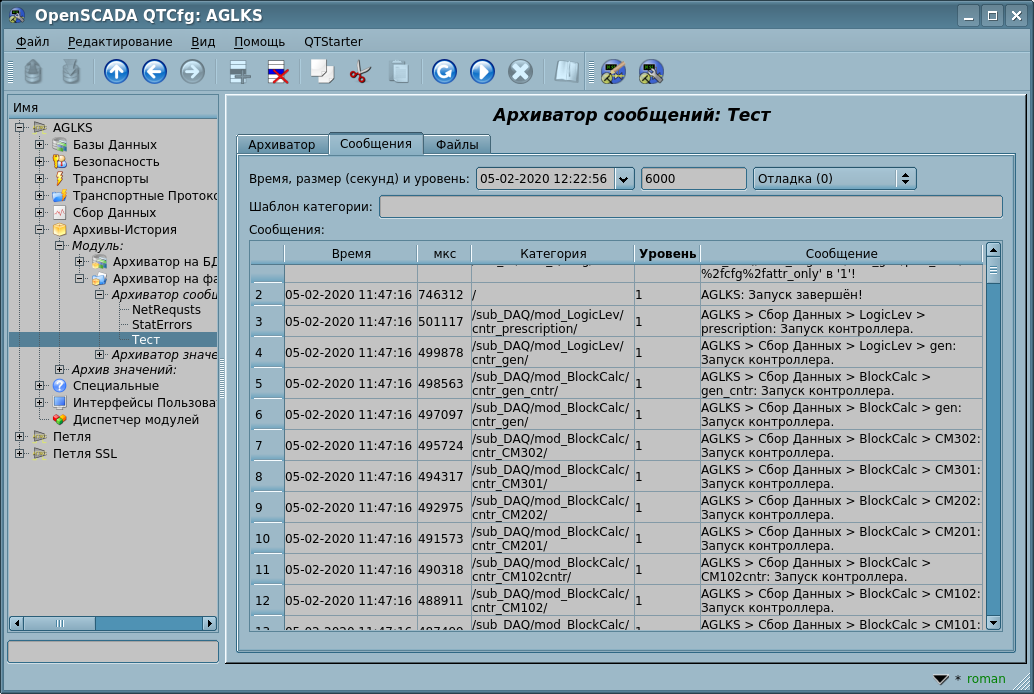 OpenSCADA QTCfg: AGLKS
Файл Редактирование Вид Помощь QTStarter
Имя
AGLKS
Базы Данных
Безопасность
Транспорты
Транспортные Протоко
Сбор Данных
Архивы-История
Модуль:
Архиватор на БД
Архиватор на фа
Архиватор сообщ
NetRequsts
StatErrors
Тест
Архиватор значе
Архив значений:
Специальные
Интерфейсы Пользова
Диспетчер модулей
Петля
Петля SSL
Архиватор сообщений: Тест
Архиватор Сообщения Файлы
Время, размер (секунд) и уровень: 05-02-2020 12:22:56 6000 Отладка (0)
Шаблон категории:
Сообщения:
Время мкс Категория Уровень Сообщение
%2fcfg%2fattr_only' в '1'!
2 05-02-2020 11:47:16 746312 / 1 AGLKS: Запуск завершён!
3 05-02-2020 11:47:16 501117 /sub_DAQ/mod_LogicLev/ 1 AGLKS > Сбор Данных > LogicLev >
cntr_prescription/ prescription: Запуск контроллера.
4 05-02-2020 11:47:16 499878 /sub_DAQ/mod_LogicLev/ 1 AGLKS > Сбор Данных > LogicLev > gen:
cntr_gen/ Запуск контроллера.
5 05-02-2020 11:47:16 498563 /sub_DAQ/mod_BlockCalc/ 1 AGLKS > Сбор Данных > BlockCalc >
cntr_gen_cntr/ gen_cntr: Запуск контроллера.
6 05-02-2020 11:47:16 497097 /sub_DAQ/mod_BlockCalc/ 1 AGLKS > Сбор Данных > BlockCalc > gen:
cntr_gen/ Запуск контроллера.
7 05-02-2020 11:47:16 495724 /sub_DAQ/mod_BlockCalc/ 1 AGLKS > Сбор Данных > BlockCalc > CM302:
cntr_CM302/ Запуск контроллера.
8 05-02-2020 11:47:16 494317 /sub_DAQ/mod_BlockCalc/ 1 AGLKS > Сбор Данных > BlockCalc > CM301:
cntr_CM301/ Запуск контроллера.
9 05-02-2020 11:47:16 492975 /sub_DAQ/mod_BlockCalc/ 1 AGLKS > Сбор Данных > BlockCalc > CM202:
cntr_CM202/ Запуск контроллера.
10 05-02-2020 11:47:16 491573 /sub_DAQ/mod_BlockCalc/ 1 AGLKS > Сбор Данных > BlockCalc > CM201:
cntr_CM201/ Запуск контроллера.
11 05-02-2020 11:47:16 490318 /sub_DAQ/mod_BlockCalc/ 1 AGLKS > Сбор Данных > BlockCalc >
cntr_CM102cntr/ CM102cntr: Запуск контроллера.
12 05-02-2020 11:47:16 488911 /sub_DAQ/mod_BlockCalc/ 1 AGLKS > Сбор Данных > BlockCalc > CM102:
cntr_CM102/ Запуск контроллера.
/sub_DAQ/mod_BlockCalc/ AGLKS > Сбор Данных > BlockCalc > CM101:
* roman